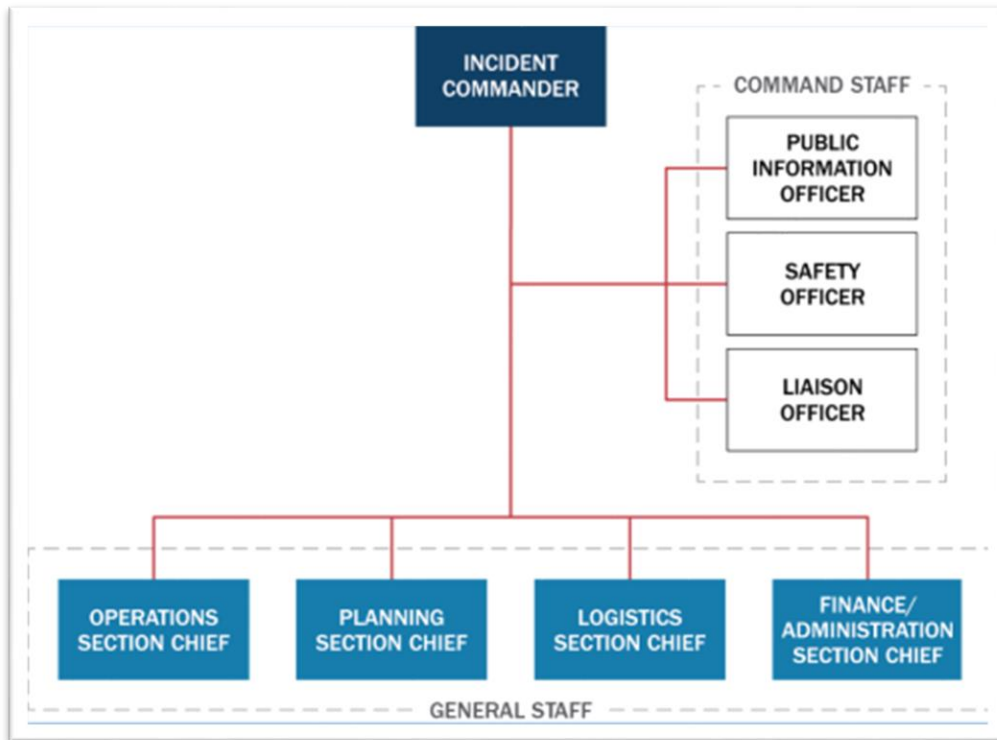 INCIDENT
COMMANDER
COMMAND STAFF
PUBLIC
INFORMATION
OFFICER
SAFETY
OFFICER
LIAISON
OFFICER
OPERATIONS
SECTION CHIEF
PLANNING
SECTION CHIEF
LOGISTICS
SECTION CHIEF
FINANCE/
ADMINISTRATION
SECTION CHIEF
GENERAL STAFF